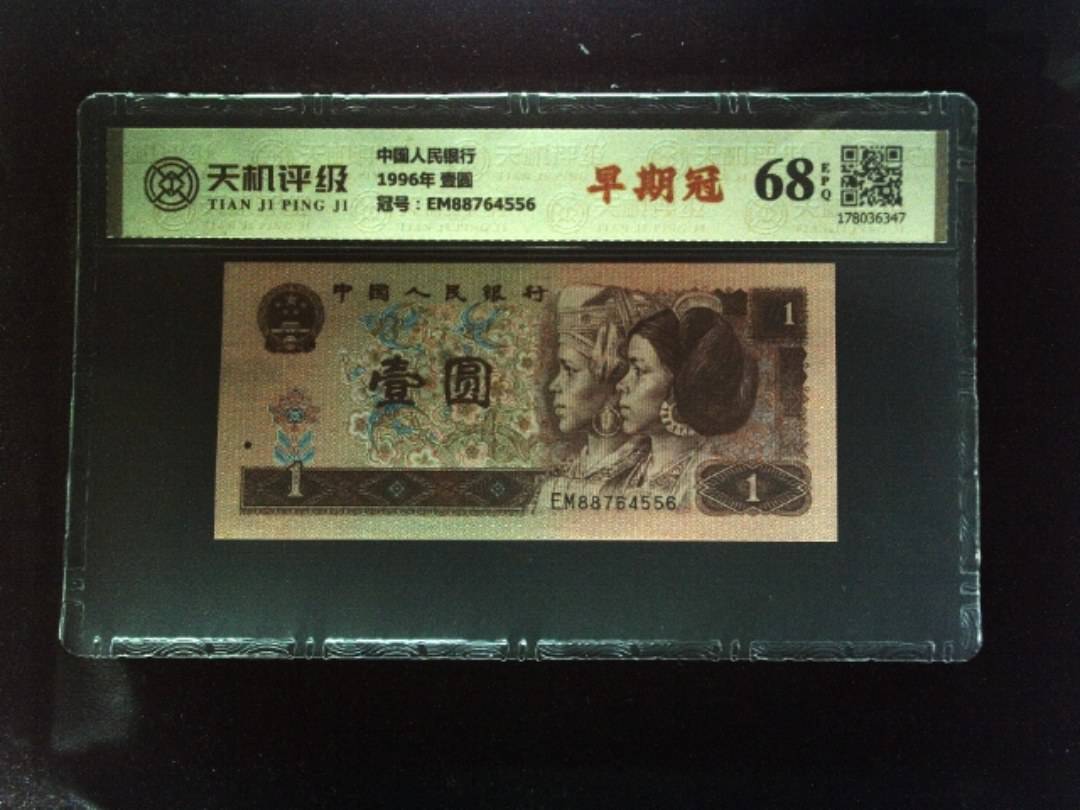 天机评级
TIAN JI PING JI
中国人民银行
1996年 壹圆
冠号：EM88764556
早期冠
68
EPQ
178036347
中国人民银行
1
壹圆
1
EM88764556
1